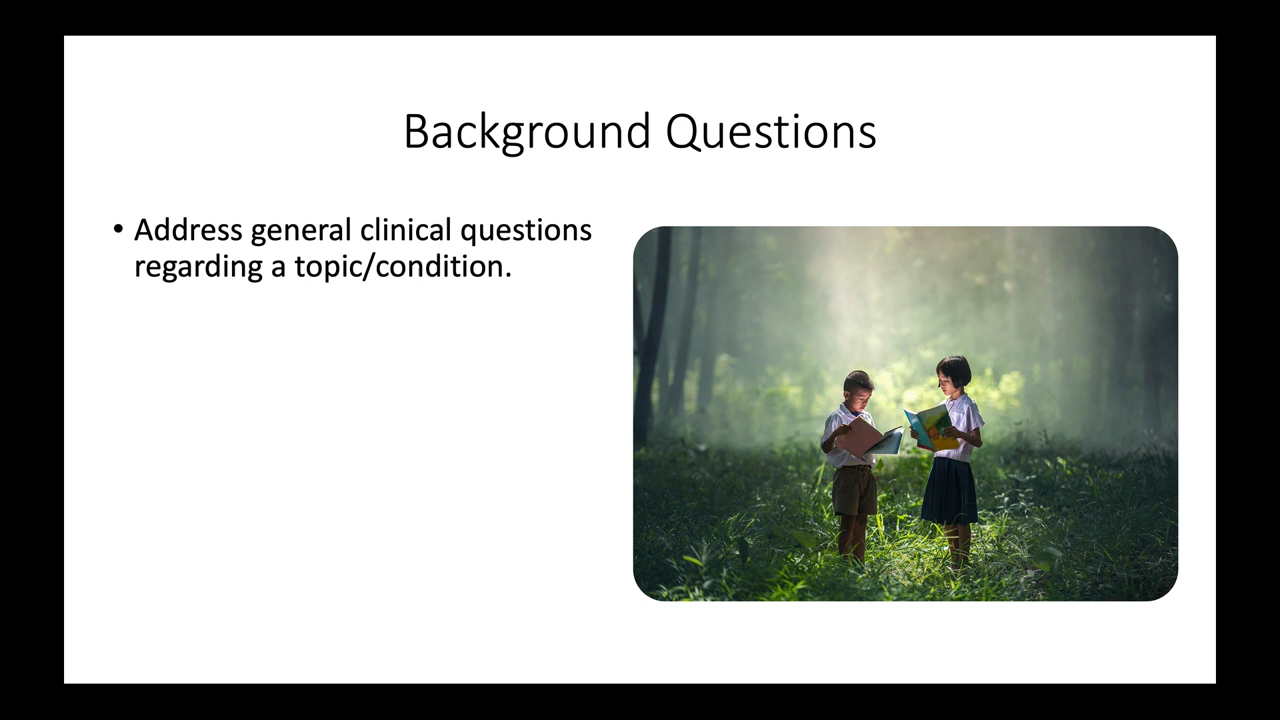 Background Questions
• Address general clinical questions
regarding a topic/condition.